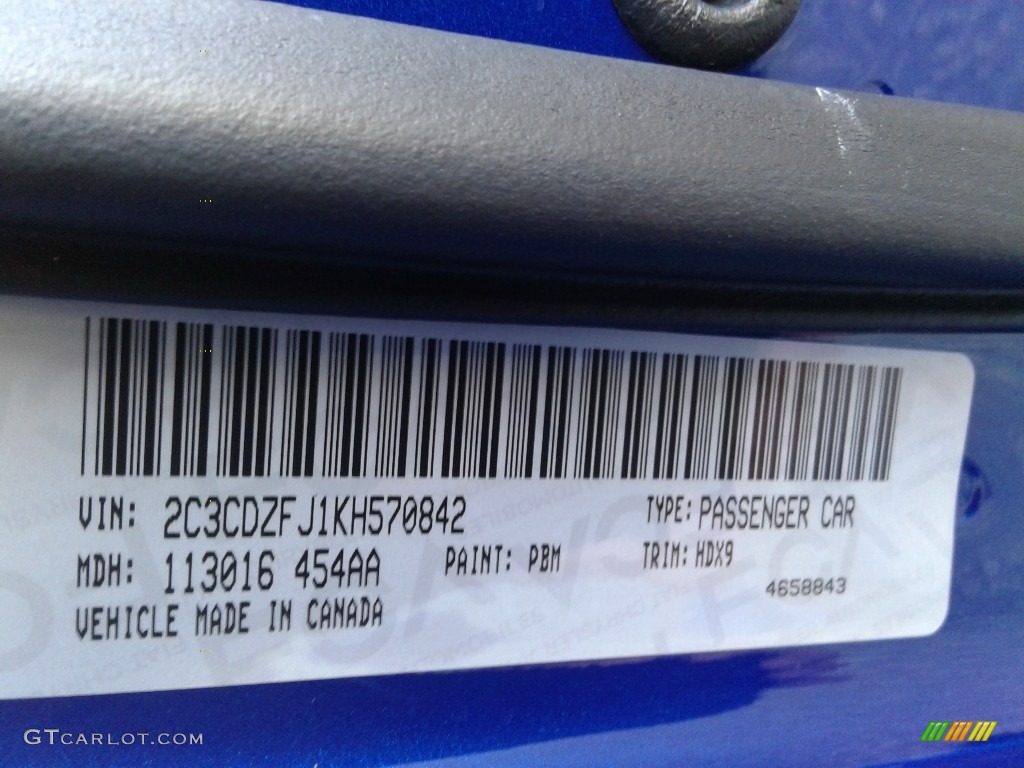 VIN: 2C3CDZFJ1KH570842 TYPE: PASSENGER CAR
MDH: 113016 454AA PAINT: PBM TRIM: HDX9
4658843
VEHICLE MADE IN CANADA
GTCARLOT.COM